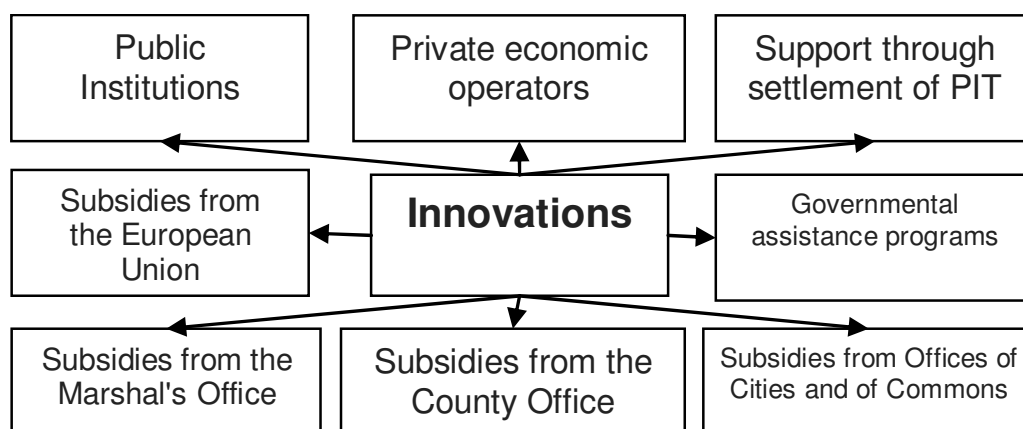 Public
Institutions
Private economic
operators
Support through
settlement of PIT
Subsidies from
the European
Union
Innovations
Governmental
assistance programs
Subsidies from the
Marshal's Office
Subsidies from the
County Office
Subsidies from Offices of
Cities and of Commons